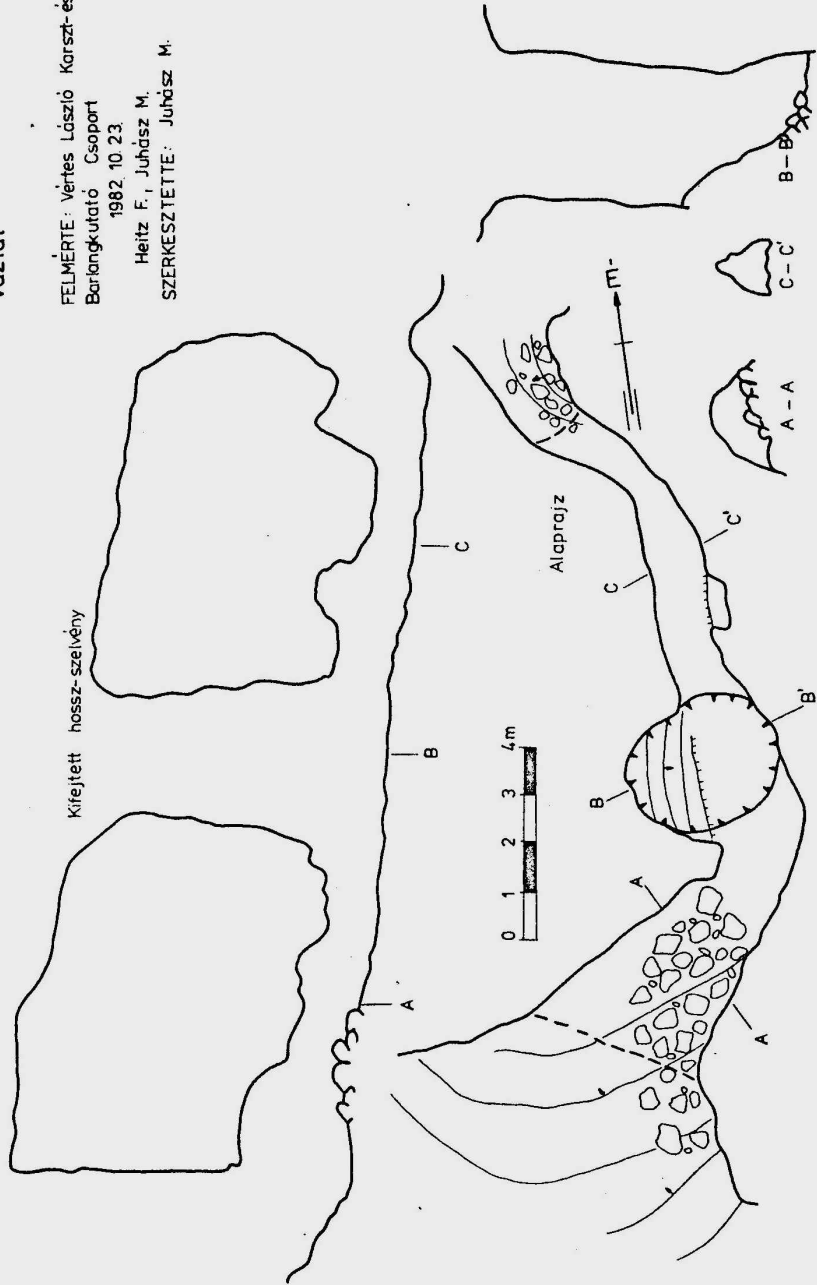 FELMÉRTE: Vértes László Karszt-és
Barlangkutató Csoport
1982. 10. 23.
Heitz F., Juhász M.
SZERKESZTETTE: Juhász M.
Kifejtett hossz-szelvény
A
B
C
0 1 2 3 4m
Alaprajz
A
A
B
B'
C
C'
É
A - A
C - C'
B - B'